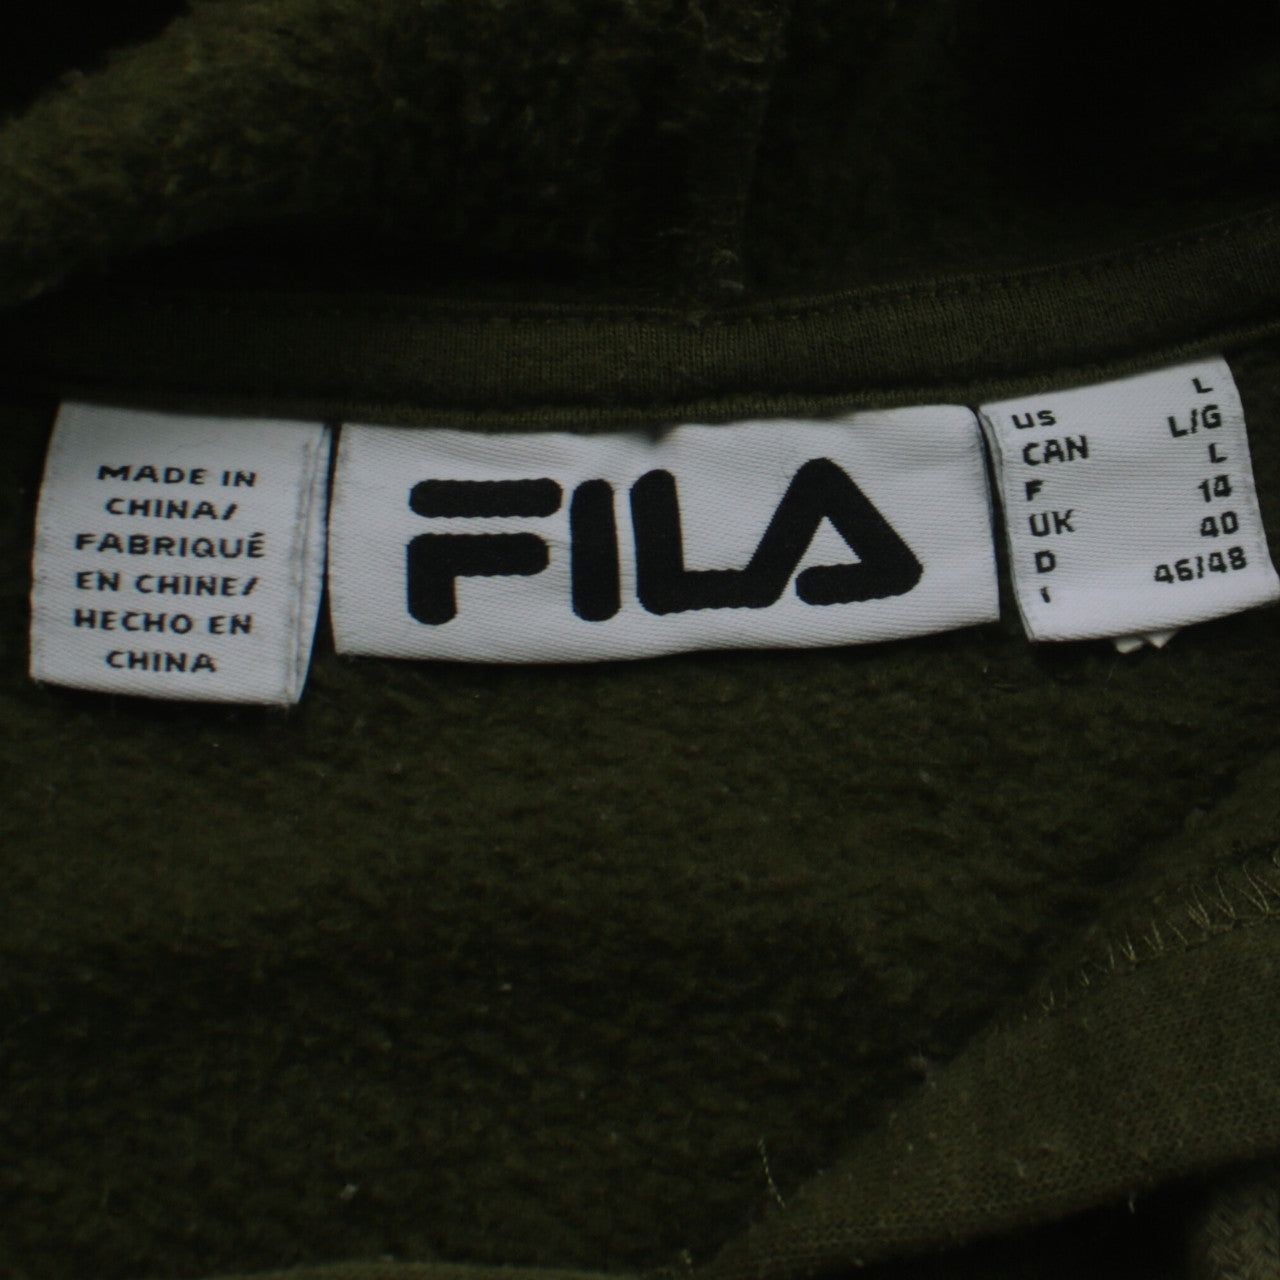 MADE IN
CHINA/
FABRIQUÉ
EN CHINE/
HECHO EN
CHINA
FILA
US L
CAN L/G
F L
UK 14
D 40
I 46/48